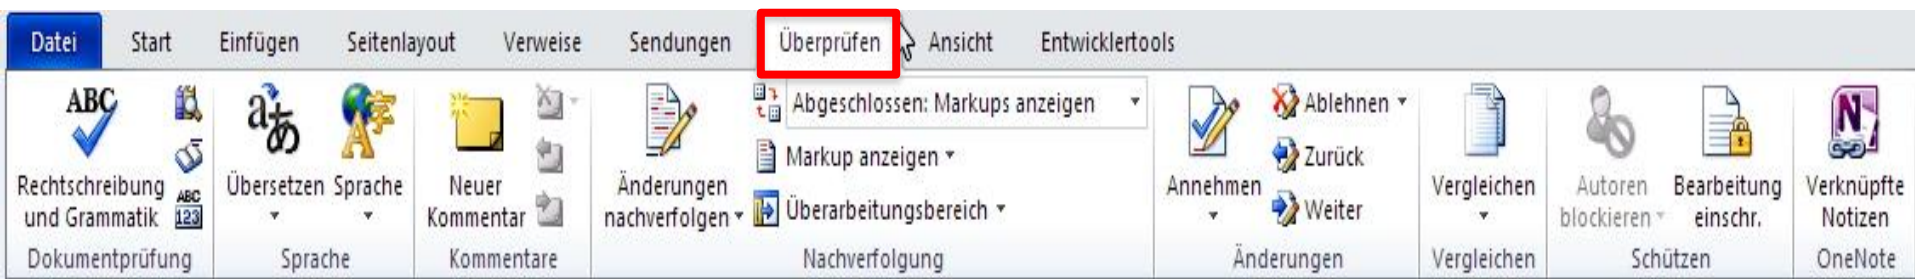 Datei Start Einfügen Seitenlayout Verweise Sendungen Überprüfen Ansicht Entwicklertools
ABC
Rechtschreibung
und Grammatik
ABC
123
Dokumentprüfung
Übersetzen Sprache
Sprache
Neuer
Kommentar
Kommentare
Änderungen
nachverfolgen
Abgeschlossen: Markups anzeigen
Markup anzeigen
Überarbeitungsbereich
Nachverfolgung
Annehmen
Ablehnen
Zurück
Weiter
Änderungen
Vergleichen
Vergleichen
Autoren
blockieren
Bearbeitung
einschr.
Schützen
N
Verknüpfte
Notizen
OneNote